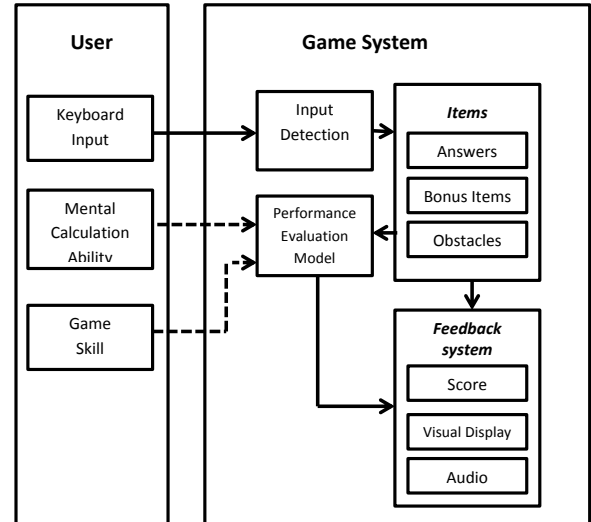 User
Keyboard
Input
Mental
Calculation
Ability
Game
Skill
Game System
Input
Detection
Performance
Evaluation
Model
Items
Answers
Bonus Items
Obstacles
Feedback
system
Score
Visual Display
Audio